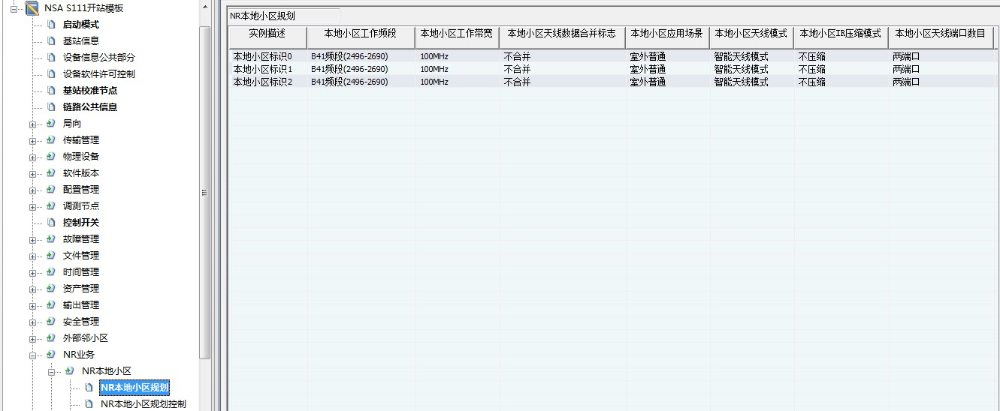 NSA S111开站模板
启动模式
基站信息
设备信息公共部分
设备软件许可控制
基站校准节点
链路公共信息
局向
传输管理
物理设备
软件版本
配置管理
调测节点
控制开关
故障管理
文件管理
时间管理
资产管理
输出管理
安全管理
外部邻小区
NR业务
NR本地小区
NR本地小区规划
NR本地小区规划控制
NR本地小区规划
实例描述 本地小区工作频段 本地小区工作带宽 本地小区天线数据合并标志 本地小区应用场景 本地小区天线模式 本地小区IR压缩模式 本地小区天线端口数目
本地小区标识0 B41频段(2496-2690) 100MHz 不合并 室外普通 智能天线模式 不压缩 两端口
本地小区标识1 B41频段(2496-2690) 100MHz 不合并 室外普通 智能天线模式 不压缩 两端口
本地小区标识2 B41频段(2496-2690) 100MHz 不合并 室外普通 智能天线模式 不压缩 两端口